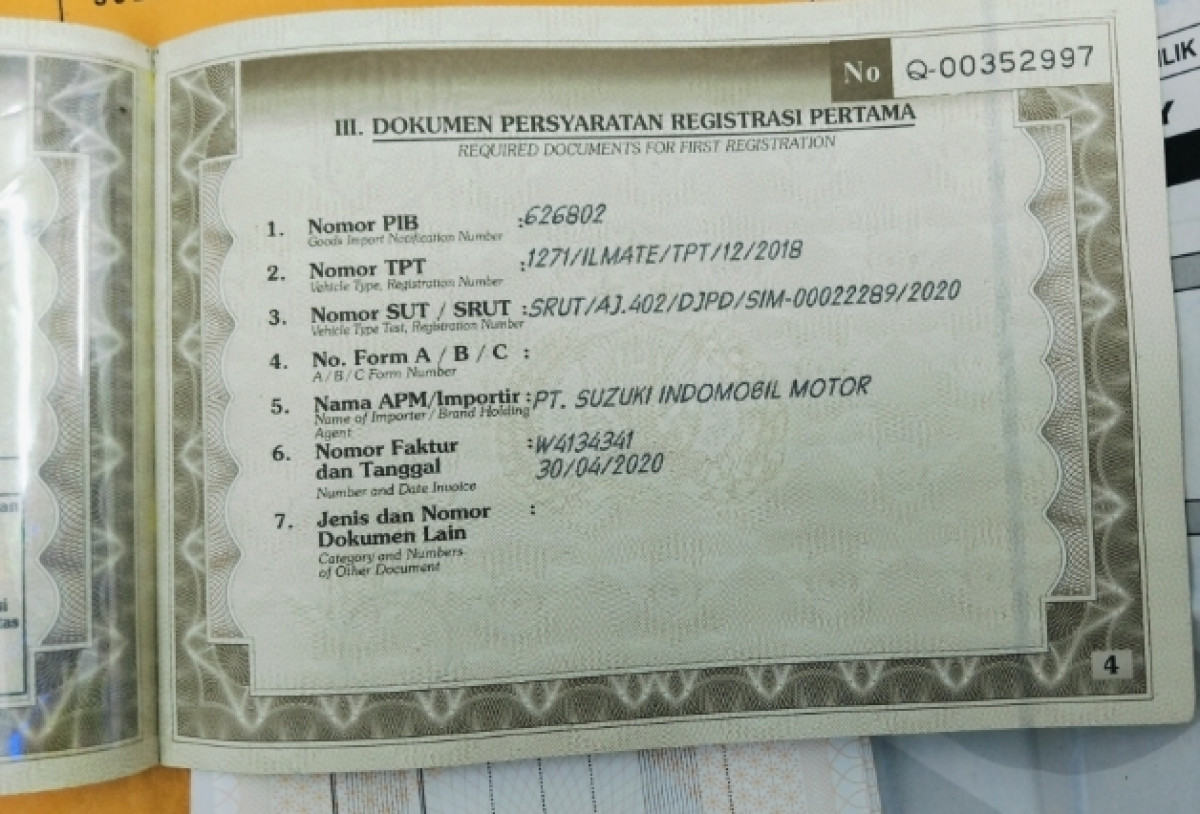 No Q-00352997
III. DOKUMEN PERSYARATAN REGISTRASI PERTAMA
REQUIRED DOCUMENTS FOR FIRST REGISTRATION
1. Nomor PIB :626802
Goods Import Notification Number
2. Nomor TPT :1271/ILMATE/TPT/12/2018
Vehicle Type, Registration Number
3. Nomor SUT / SRUT :SRUT/AJ.402/DJPD/SIM-00022289/2020
Vehicle Type Test, Registration Number
4. No. Form A / B / C :
A / B / C Form Number
5. Nama APM/Importir :PT. SUZUKI INDOMOBIL MOTOR
Name of Importer / Brand Holding
Agent
6. Nomor Faktur :W4134341
dan Tanggal 30/04/2020
Number and Date Invoice
7. Jenis dan Nomor :
Dokumen Lain
Category and Numbers
of Other Document
4